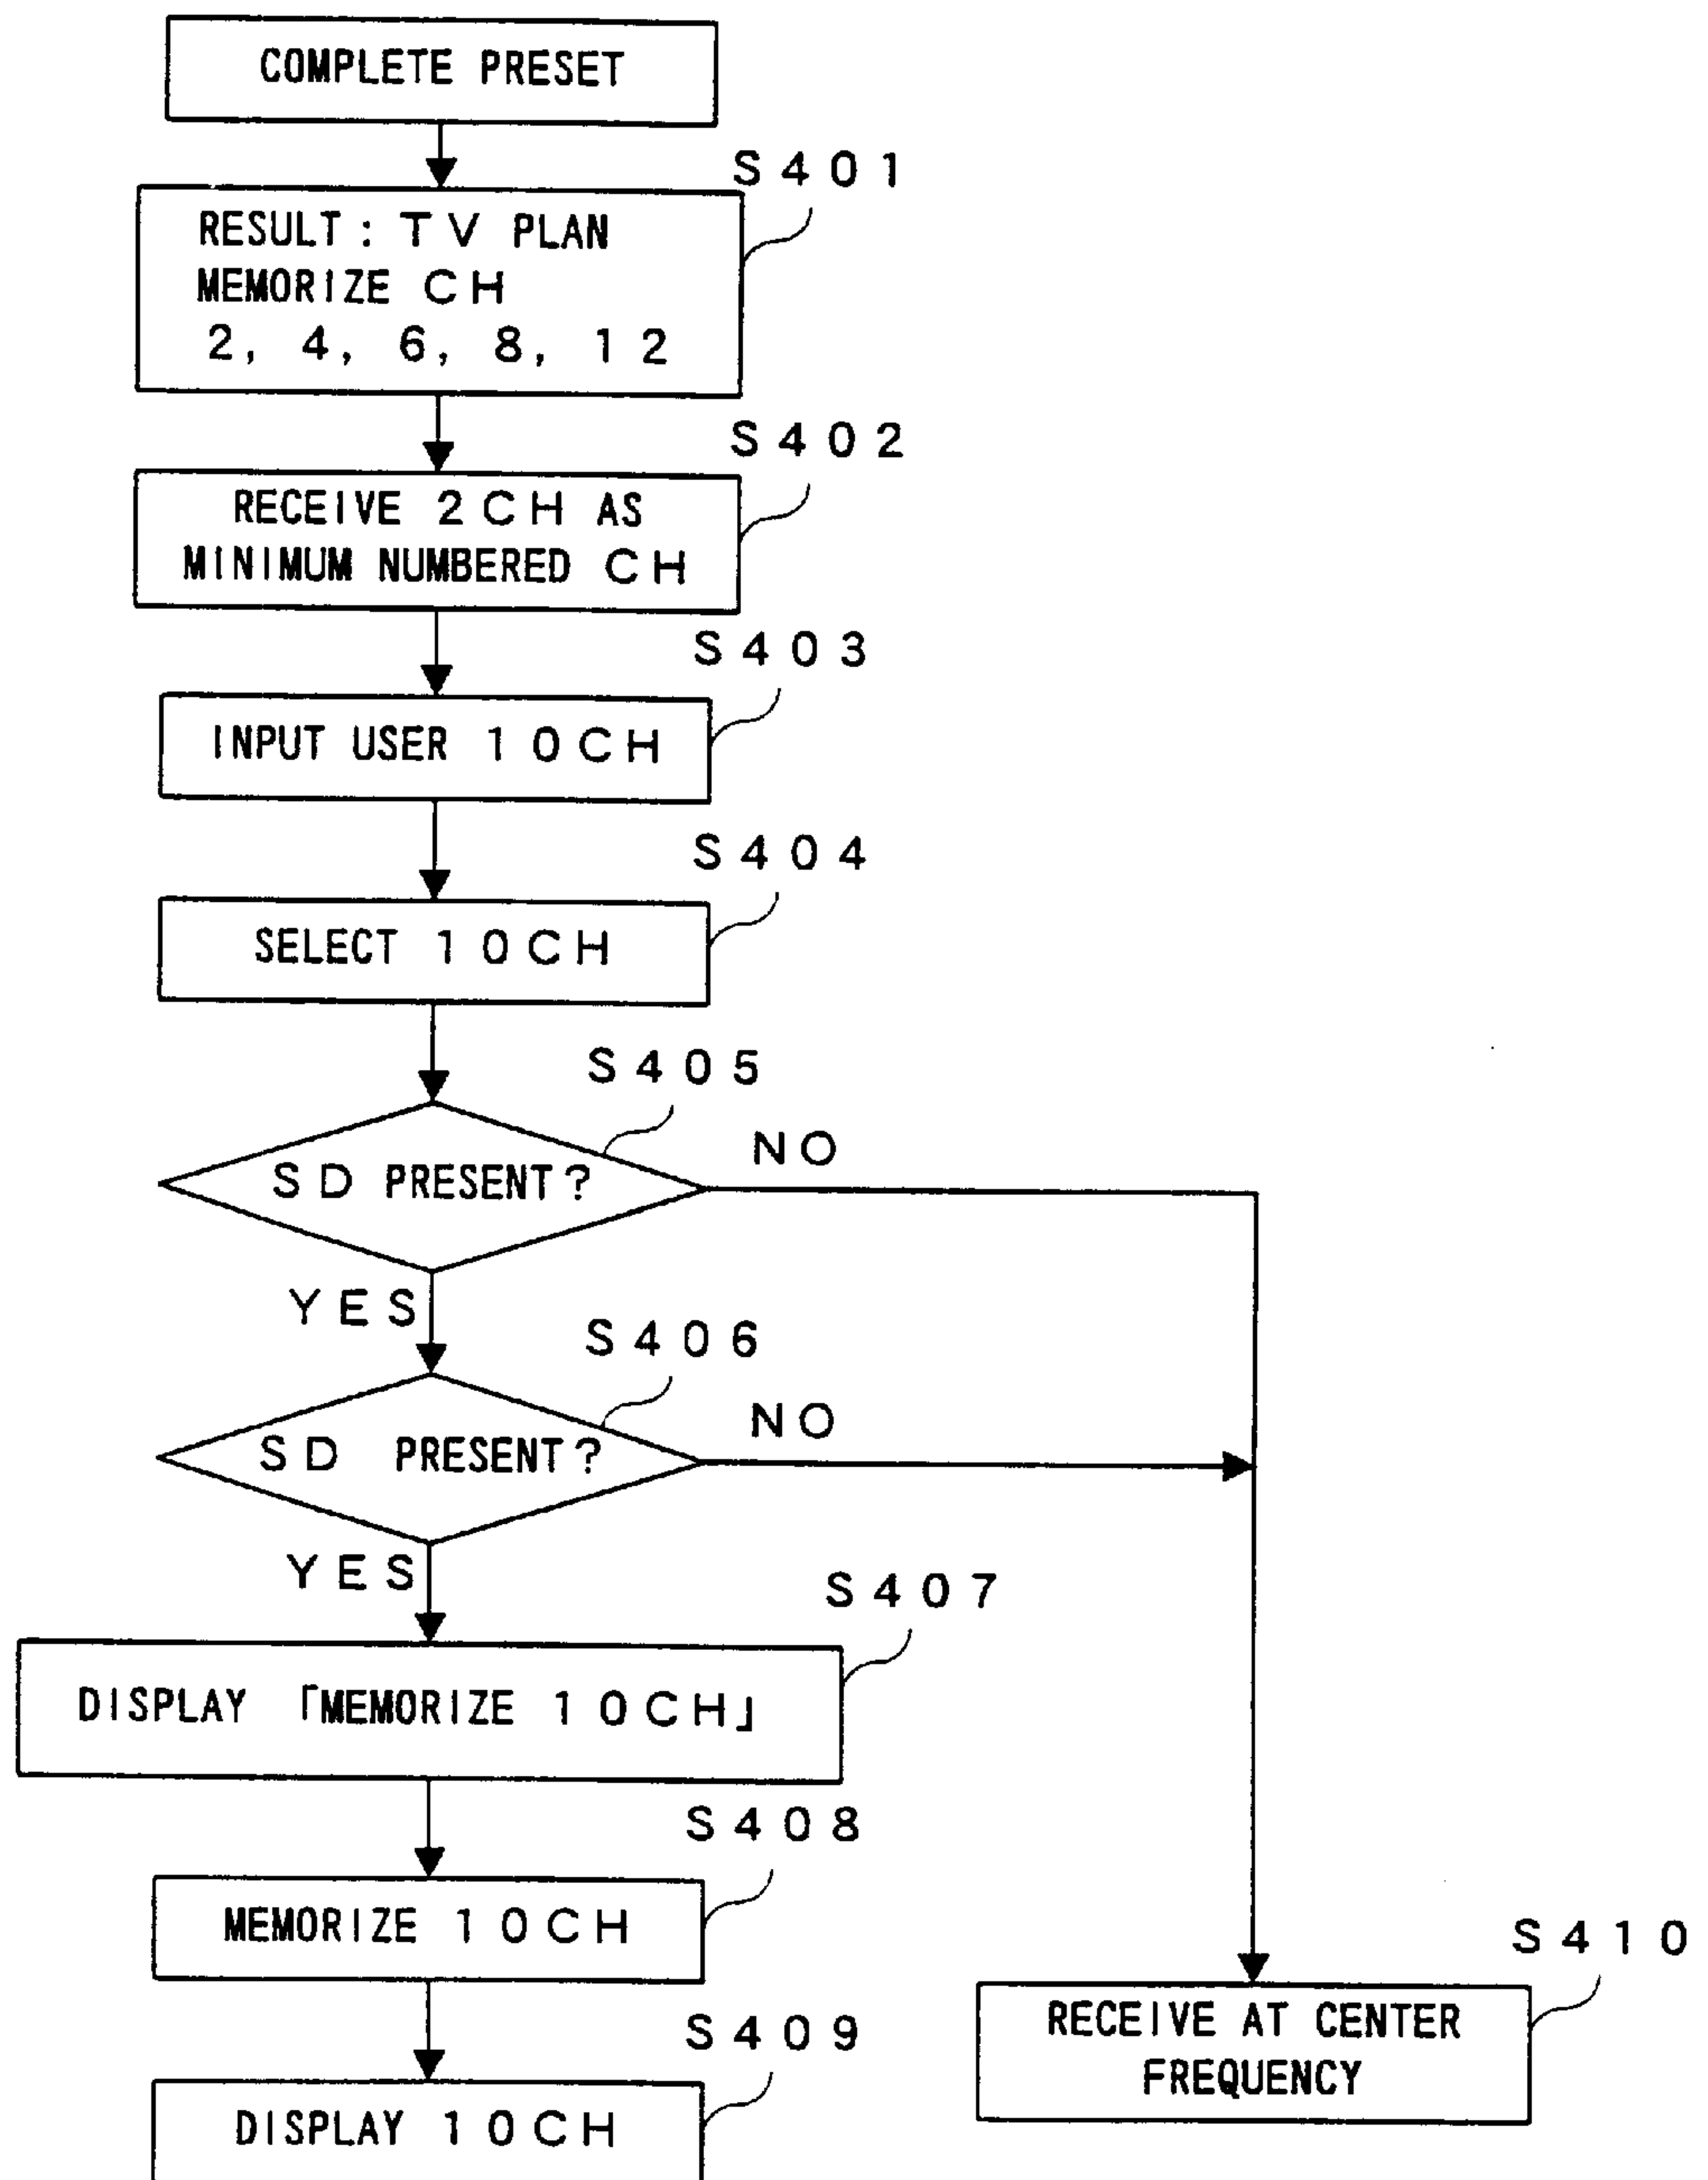 COMPLETE PRESET
S401
RESULT: TV PLAN
MEMORIZE CH
2, 4, 6, 8, 12
S402
RECEIVE 2CH AS
MINIMUM NUMBERED CH
S403
INPUT USER 10CH
S404
SELECT 10CH
S405
SD PRESENT?
NO
YES
S406
SD PRESENT?
NO
YES
S407
DISPLAY 「MEMORIZE 10CH」
S408
MEMORIZE 10CH
S409
DISPLAY 10CH
S410
RECEIVE AT CENTER
FREQUENCY